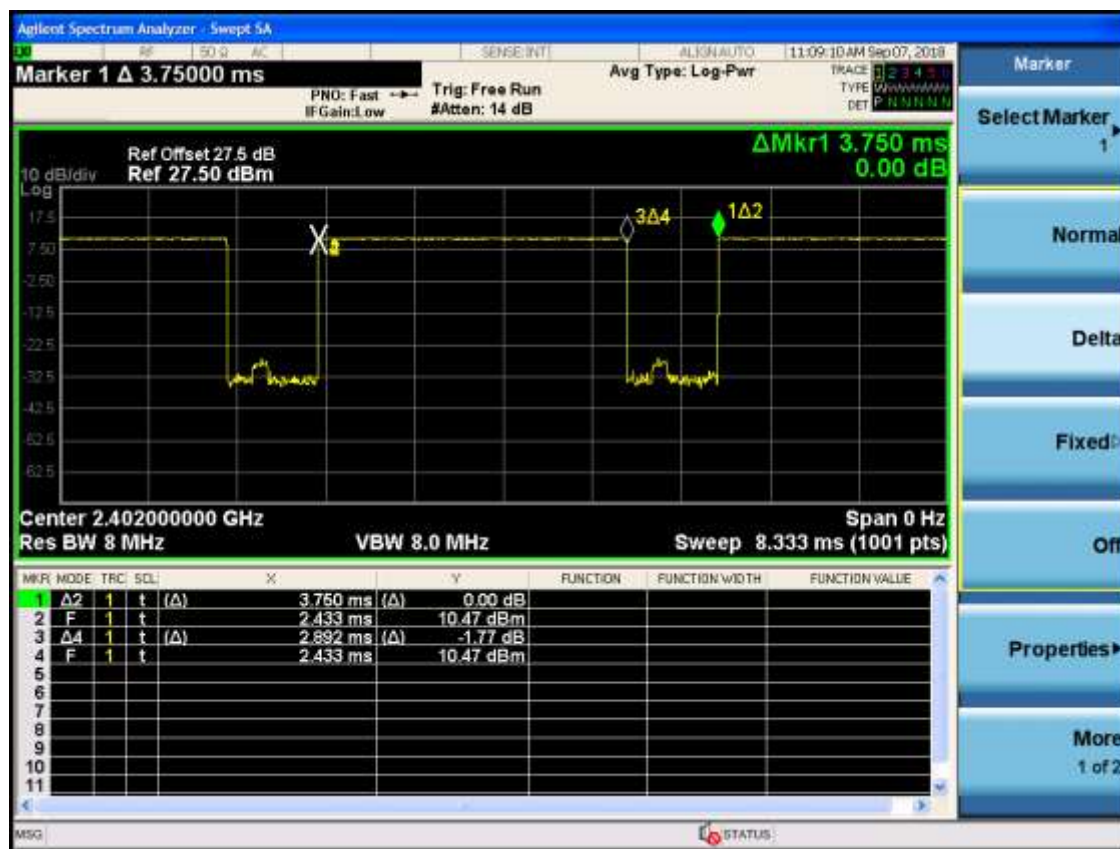 Agilent Spectrum Analyzer - Swept SA
RF 50 Ω AC SENSE:INT ALIGN AUTO 11:09:10 AM Sep 07, 2018
Marker 1 Δ 3.75000 ms
PNO: Fast
IFGain:Low
Trig: Free Run
#Atten: 14 dB
Avg Type: Log-Pwr
TRACE 1 2 3 4 5 6
TYPE
DET P N N N N N
ΔMkr1 3.750 ms
0.00 dB
Ref Offset 27.5 dB
10 dB/div Ref 27.50 dBm
Log
17.5
7.50
-2.50
-12.5
-22.5
-32.5
-42.5
-52.5
-62.5
3Δ4
1Δ2
Center 2.402000000 GHz Span 0 Hz
Res BW 8 MHz VBW 8.0 MHz Sweep 8.333 ms (1001 pts)
MKR MODE TRC SCL X Y FUNCTION FUNCTION WIDTH FUNCTION VALUE
1 Δ2 1 t (Δ) 3.750 ms (Δ) 0.00 dB
2 F 1 t 2.433 ms 10.47 dBm
3 Δ4 1 t (Δ) 2.892 ms (Δ) -1.77 dB
4 F 1 t 2.433 ms 10.47 dBm
5
6
7
8
9
10
11
MSG STATUS
Marker
Select Marker
1
Normal
Delta
Fixed
Off
Properties
More
1 of 2